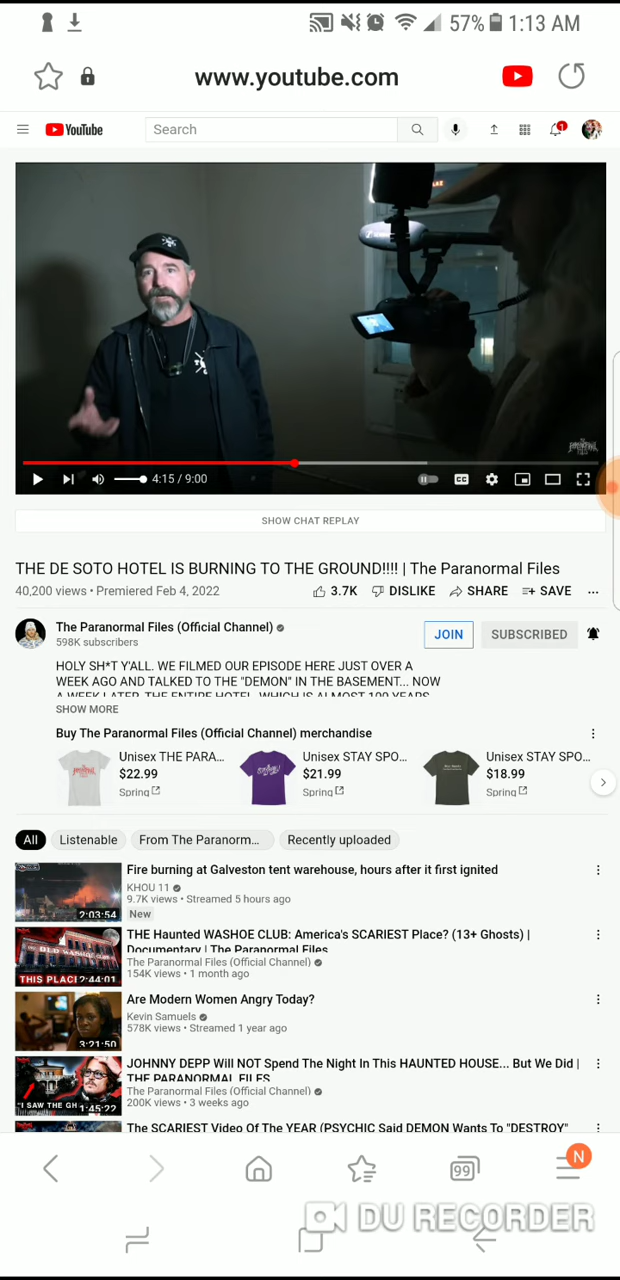 57% 1:13 AM
www.youtube.com
YouTube
Search
1
4:15 / 9:00
CC
SHOW CHAT REPLAY
THE DE SOTO HOTEL IS BURNING TO THE GROUND!!!! | The Paranormal Files
40,200 views • Premiered Feb 4, 2022
3.7K DISLIKE SHARE SAVE ...
The Paranormal Files (Official Channel)
598K subscribers
JOIN SUBSCRIBED
HOLY SH*T Y'ALL. WE FILMED OUR EPISODE HERE JUST OVER A
WEEK AGO AND TALKED TO THE "DEMON" IN THE BASEMENT... NOW
A WEEK LATER, THE ENTIRE HOTEL, WHICH IS ALMOST 100 YEARS
SHOW MORE
Buy The Paranormal Files (Official Channel) merchandise
Unisex THE PARA...
$22.99
Spring
Unisex STAY SPO...
$21.99
Spring
Unisex STAY SPO...
$18.99
Spring
All Listenable From The Paranorm... Recently uploaded
2:03:54
Fire burning at Galveston tent warehouse, hours after it first ignited
KHOU 11
9.7K views • Streamed 5 hours ago
New
OLD WASHOE CLUB
THIS PLAC
2:44:01
THE Haunted WASHOE CLUB: America's SCARIEST Place? (13+ Ghosts) |
Documentary | The Paranormal Files
The Paranormal Files (Official Channel)
154K views • 1 month ago
3:21:50
Are Modern Women Angry Today?
Kevin Samuels
578K views • Streamed 1 year ago
"I SAW THE GH
1:45:22
JOHNNY DEPP Will NOT Spend The Night In This HAUNTED HOUSE... But We Did |
THE PARANORMAL FILES
The Paranormal Files (Official Channel)
200K views • 3 weeks ago
The SCARIEST Video Of The YEAR (PSYCHIC Said DEMON Wants To "DESTROY"
99
N
DU RECORDER